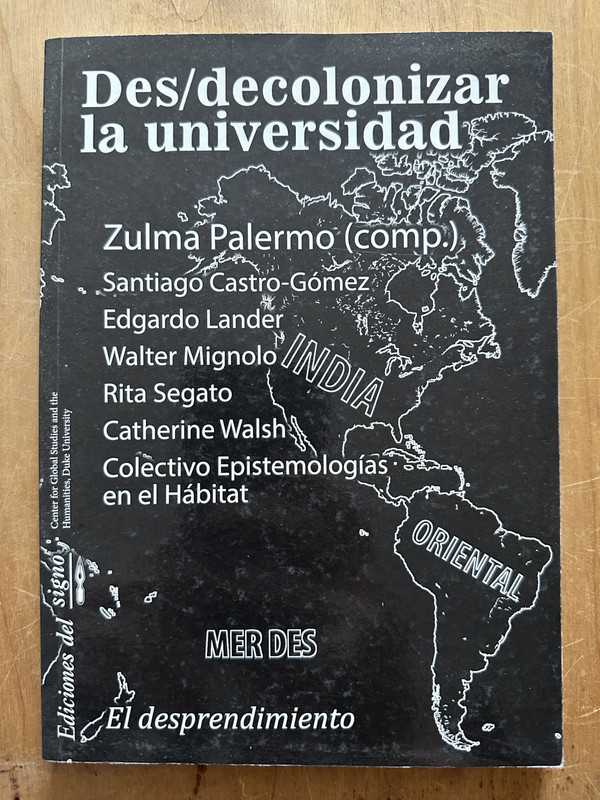 Des/decolonizar
la universidad
Zulma Palermo (comp.)
Santiago Castro-Gómez
Edgardo Lander
Walter Mignolo
Rita Segato
Catherine Walsh
Colectivo Epistemologías
en el Hábitat
INDIA
ORIENTAL
MER DES
El desprendimiento
Ediciones del signo
Center for Global Studies and the
Humanities, Duke University